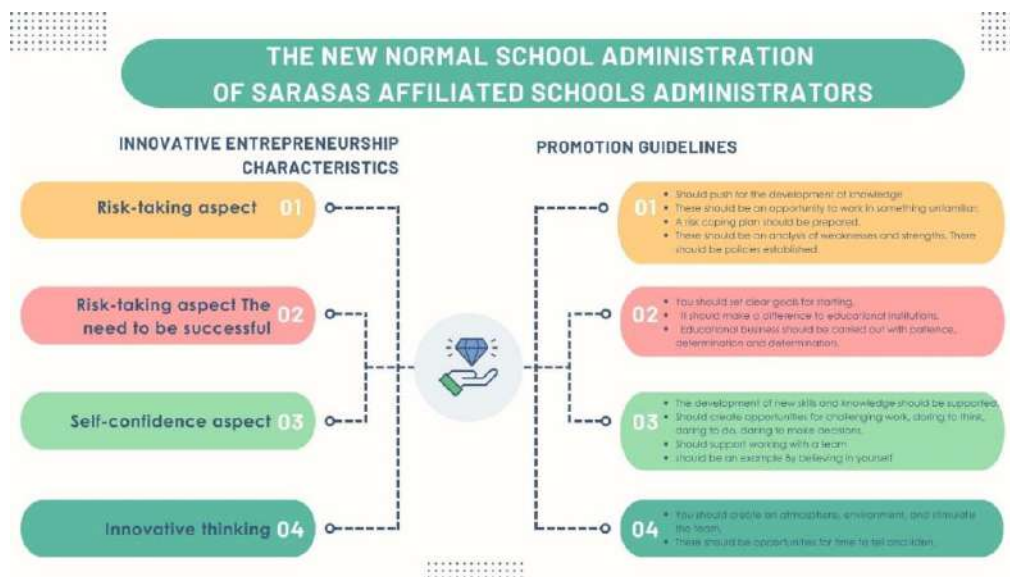 THE NEW NORMAL SCHOOL ADMINISTRATION
OF SARASAS AFFILIATED SCHOOLS ADMINISTRATORS
INNOVATIVE ENTREPRENEURSHIP
CHARACTERISTICS
Risk-taking aspect 01
Risk-taking aspect The
need to be successful 02
Self-confidence aspect 03
Innovative thinking 04
PROMOTION GUIDELINES
01
• Should push for the development of knowledge
• There should be an opportunity to work in something unfamiliar.
• A risk coping plan should be prepared.
• There should be an analysis of weaknesses and strengths. There
should be policies established.
02
• You should set clear goals for starting.
• It should make a difference to educational institutions.
• Educational business should be carried out with patience,
determination and determination.
03
• The development of new skills and knowledge should be supported.
• Should create opportunities for challenging work, daring to think,
daring to do, daring to make decisions.
• Should support working with a team
• should be an example By believing in yourself
04
• You should create an atmosphere, environment, and stimulate
the team.
• There should be opportunities for time to tell and listen.